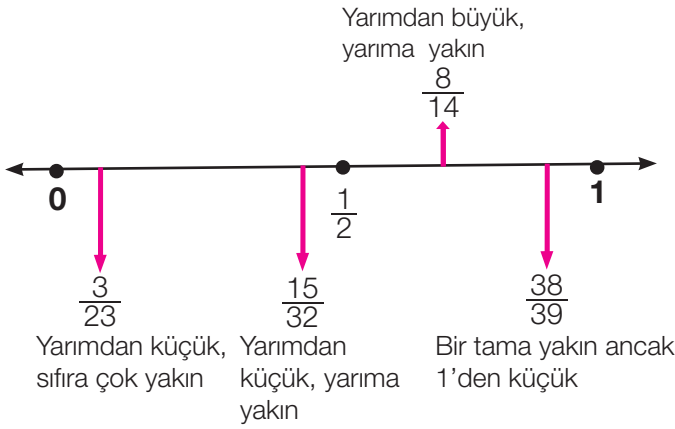 Yarımdan büyük,
yarıma yakın
8
14
0
1
2
1
3
23
15
32
38
39
Yarımdan küçük,
sıfıra çok yakın
Yarımdan
küçük, yarıma
yakın
Bir tama yakın ancak
1’den küçük